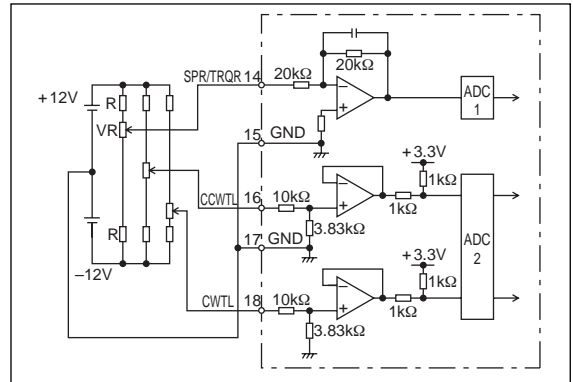 SPR/TRQR 14
20kΩ
20kΩ
ADC
1
+12V
R
VR
15 GND
+3.3V
1kΩ
CCWTL 16
10kΩ
1kΩ
3.83kΩ
17 GND
ADC
2
R
–12V
+3.3V
1kΩ
CWTL 18
10kΩ
1kΩ
3.83kΩ